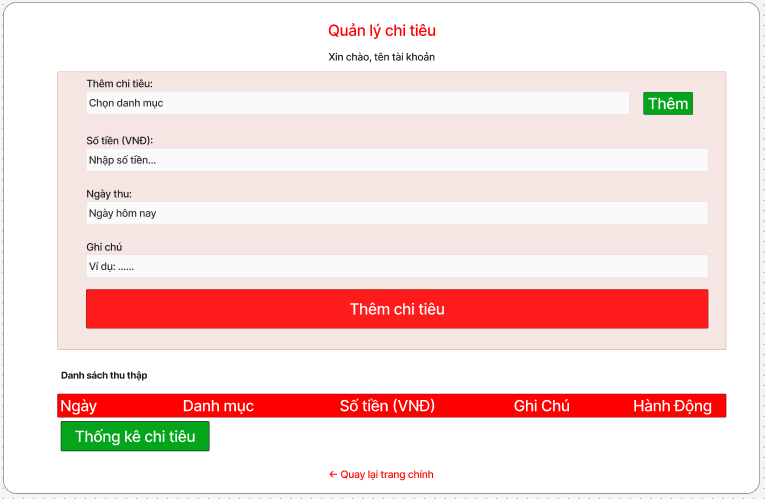 Quản lý chi tiêu
Xin chào, tên tài khoản
Thêm chi tiêu:
Chọn danh mục
Thêm
Số tiền (VNĐ):
Nhập số tiền...
Ngày thu:
Ngày hôm nay
Ghi chú
Ví dụ: ......
Thêm chi tiêu
Danh sách thu thập
Ngày Danh mục Số tiền (VNĐ) Ghi Chú Hành Động
Thống kê chi tiêu
← Quay lại trang chính